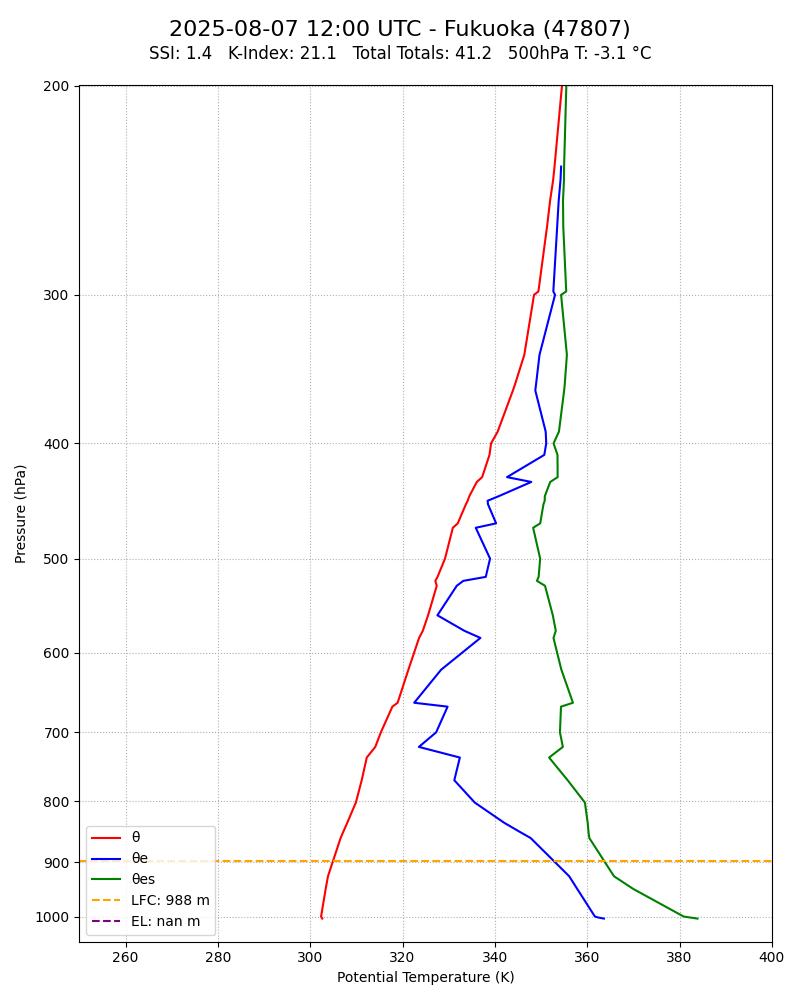 2025-08-07 12:00 UTC - Fukuoka (47807)
SSI: 1.4   K-Index: 21.1   Total Totals: 41.2   500hPa T: -3.1 °C
200
300
400
500
600
700
800
900
1000
Pressure (hPa)
θ
θe
θes
LFC: 988 m
EL: nan m
260 280 300 320 340 360 380 400
Potential Temperature (K)